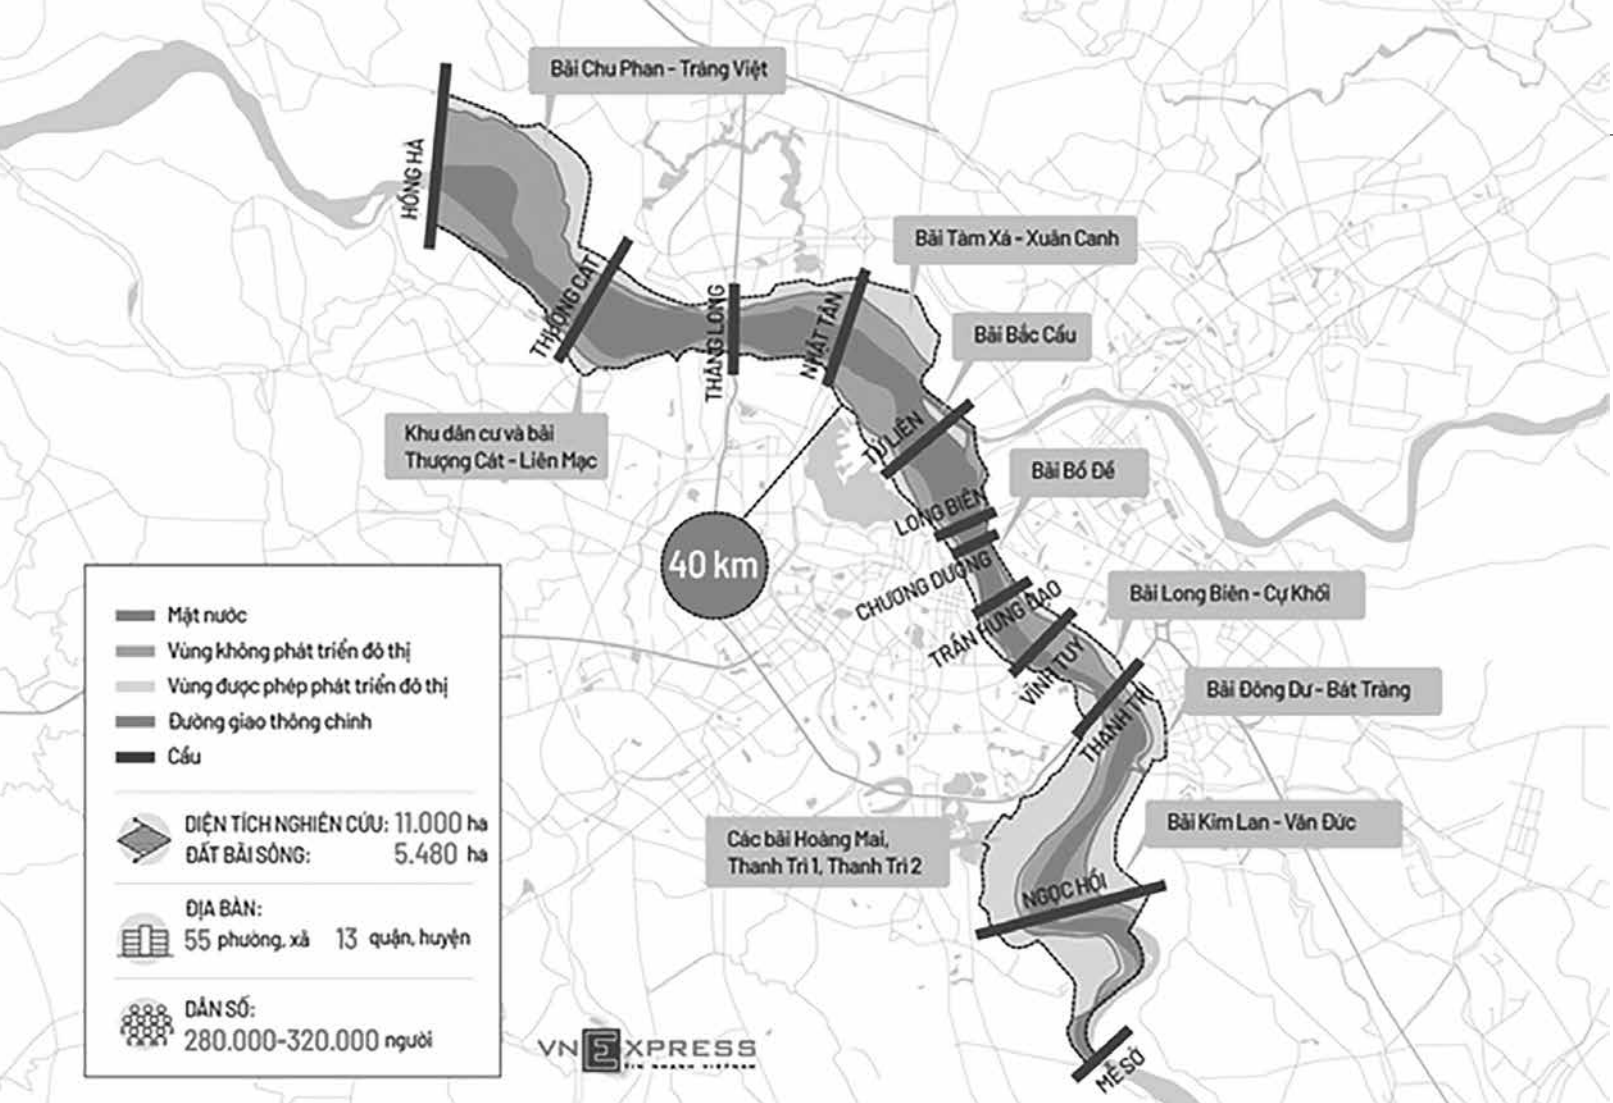 Bãi Chu Phan - Tráng Việt
HỒNG HÀ
Bãi Tàm Xá - Xuân Canh
THƯỢNG CÁT
THĂNG LONG
NHẬT TÂN
Bãi Bắc Cầu
Khu dân cư và bãi
Thượng Cát - Liên Mạc
TỨ LIÊN
Bãi Bồ Đề
LONG BIÊN
40 km
CHƯƠNG DƯƠNG
TRẦN HƯNG ĐẠO
Bãi Long Biên - Cự Khối
VĨNH TUY
Bãi Đông Dư - Bát Tràng
THANH TRÌ
Bãi Kim Lan - Văn Đức
Các bãi Hoàng Mai,
Thanh Trì 1, Thanh Trì 2
NGỌC HỒI
MỄ SỞ
Mặt nước
Vùng không phát triển đô thị
Vùng được phép phát triển đô thị
Đường giao thông chính
Cầu
DIỆN TÍCH NGHIÊN CỨU: 11.000 ha
ĐẤT BÃI SÔNG: 5.480 ha
ĐỊA BÀN:
55 phường, xã 13 quận, huyện
DÂN SỐ:
280.000-320.000 người
VNEXPRESS
TIN NHANH VIETNAM